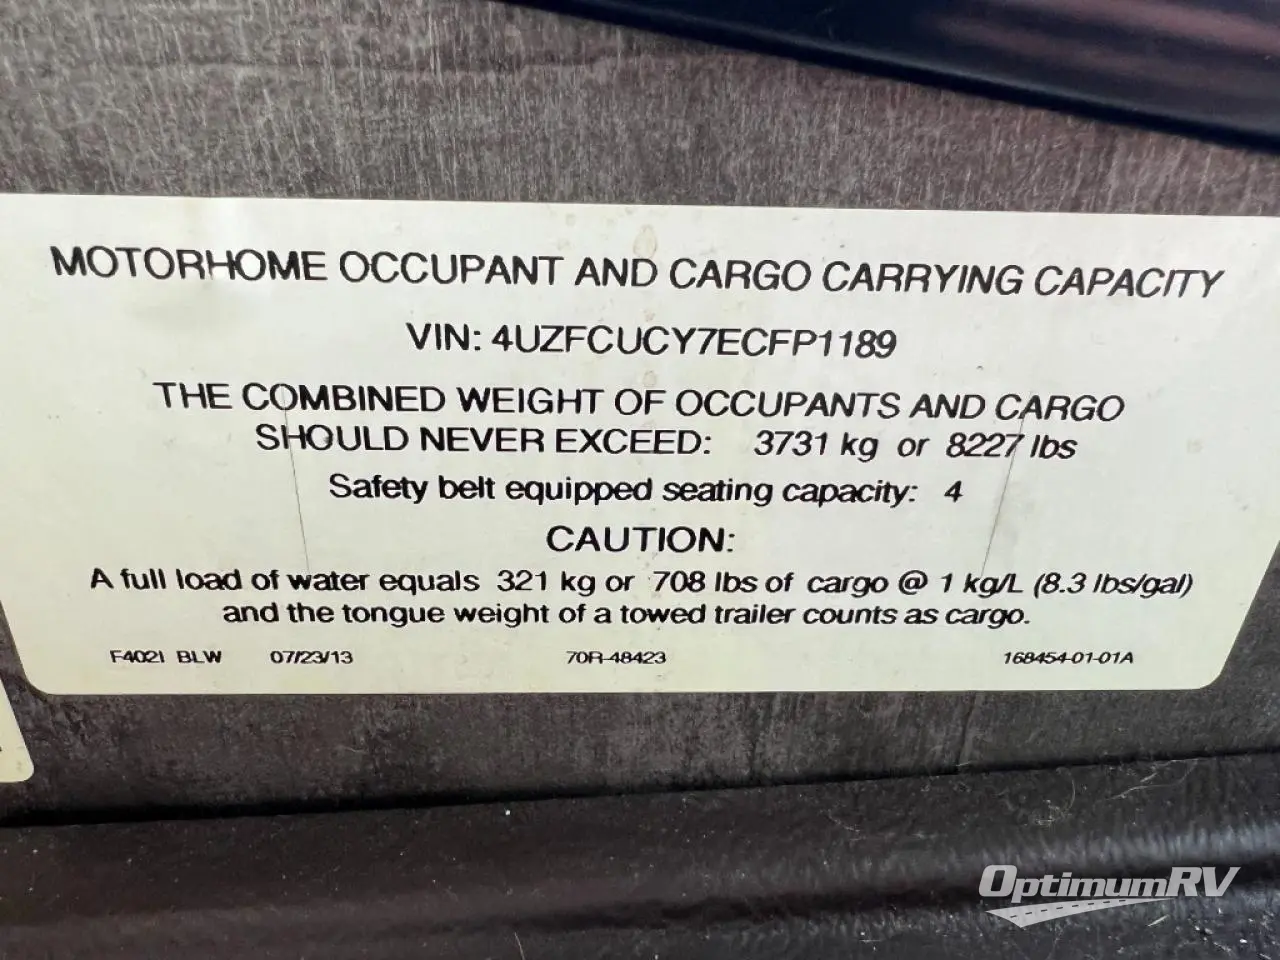 MOTORHOME OCCUPANT AND CARGO CARRYING CAPACITY
VIN: 4UZFCUCY7ECFP1189
THE COMBINED WEIGHT OF OCCUPANTS AND CARGO
SHOULD NEVER EXCEED: 3731 kg or 8227 lbs
Safety belt equipped seating capacity: 4
CAUTION:
A full load of water equals 321 kg or 708 lbs of cargo @ 1 kg/L (8.3 lbs/gal)
and the tongue weight of a towed trailer counts as cargo.
F402I BLW 07/23/13 70R-48423 168454-01-01A
OptimumRV